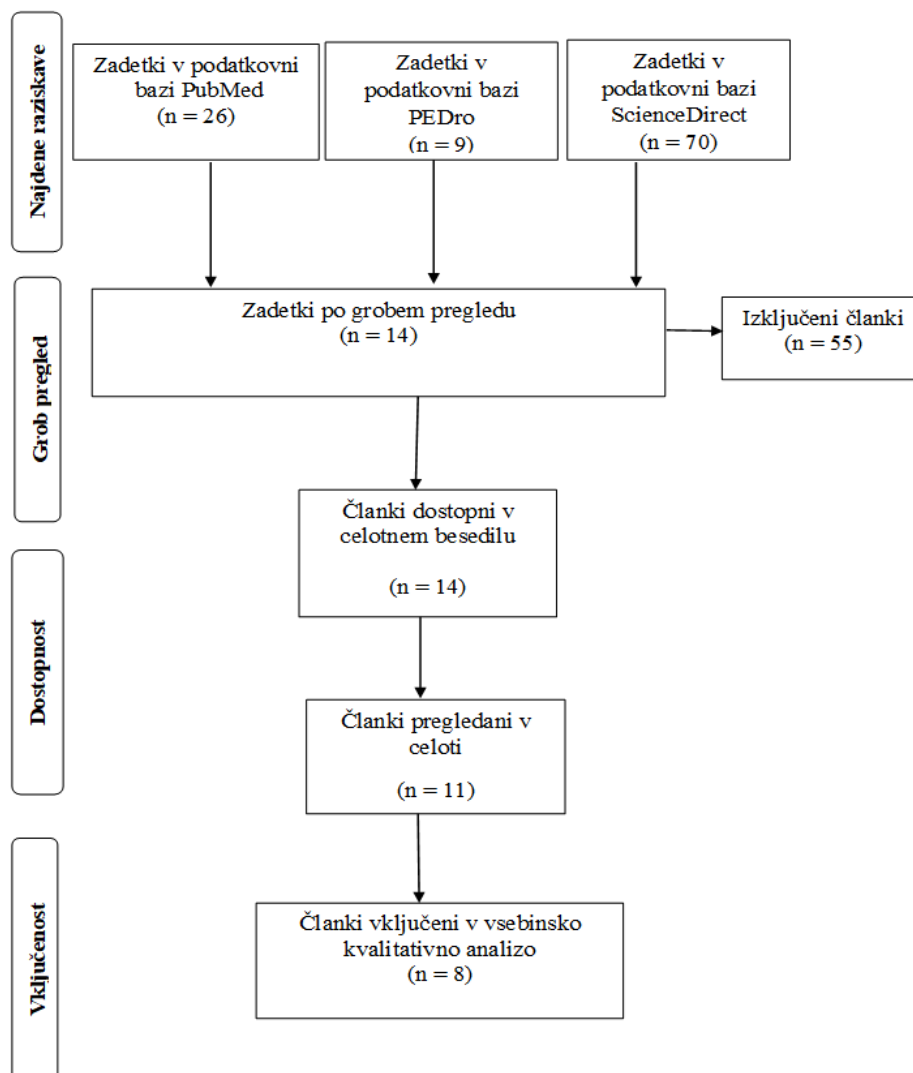 Najdene raziskave
Zadetki v podatkovni
bazi PubMed
(n = 26)
Zadetki v
podatkovni bazi
PEDro
(n = 9)
Zadetki v
podatkovni bazi
ScienceDirect
(n = 70)
Grob pregled
Zadetki po grobem pregledu
(n = 14)
Izključeni članki
(n = 55)
Članki dostopni v
celotnem besedilu
(n = 14)
Dostopnost
Članki pregledani v
celoti
(n = 11)
Vključenost
Članki vključeni v vsebinsko
kvalitativno analizo
(n = 8)